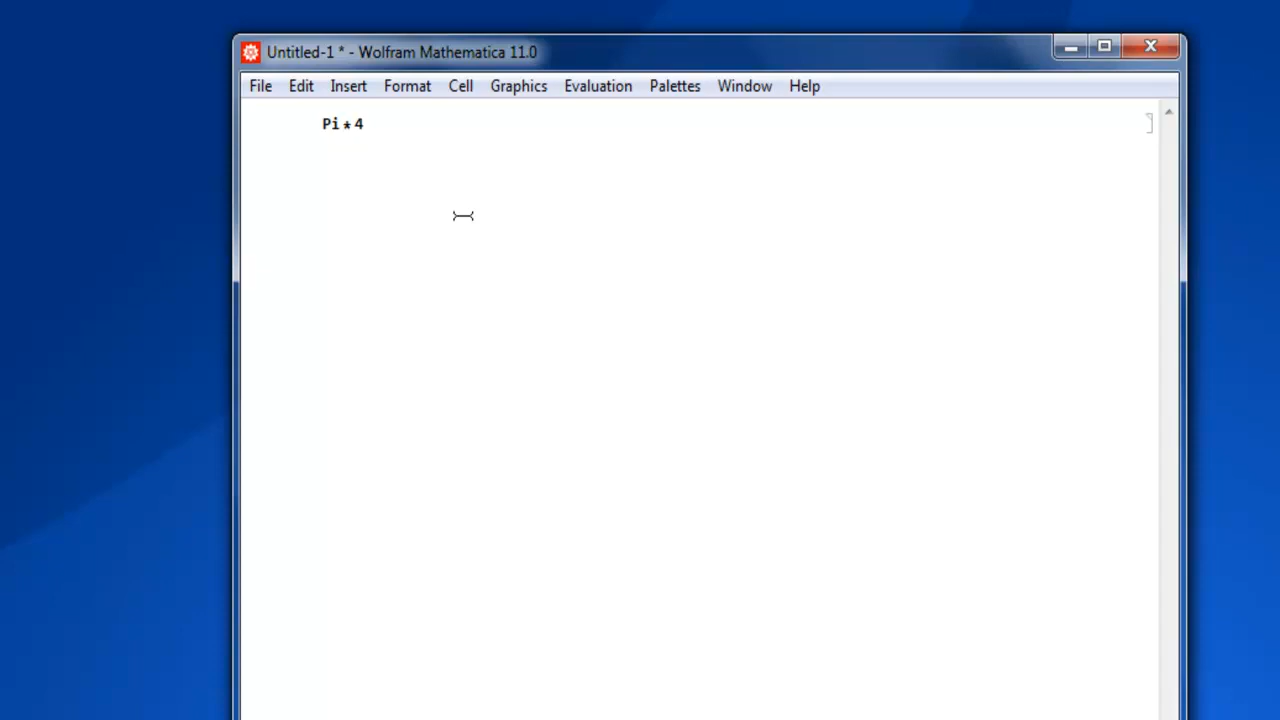 Untitled-1 * - Wolfram Mathematica 11.0
File Edit Insert Format Cell Graphics Evaluation Palettes Window Help
Pi*4